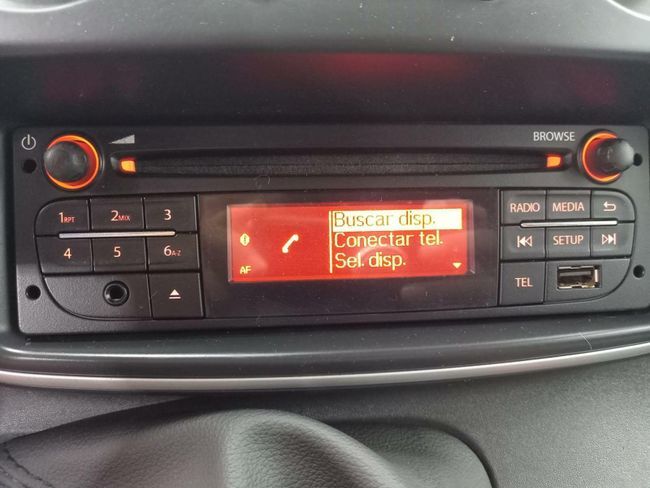 BROWSE
1RPT 2MIX 3
4 5 6A-Z
Buscar disp.
Conectar tel.
Sel. disp.
AF
RADIO MEDIA
SETUP
TEL